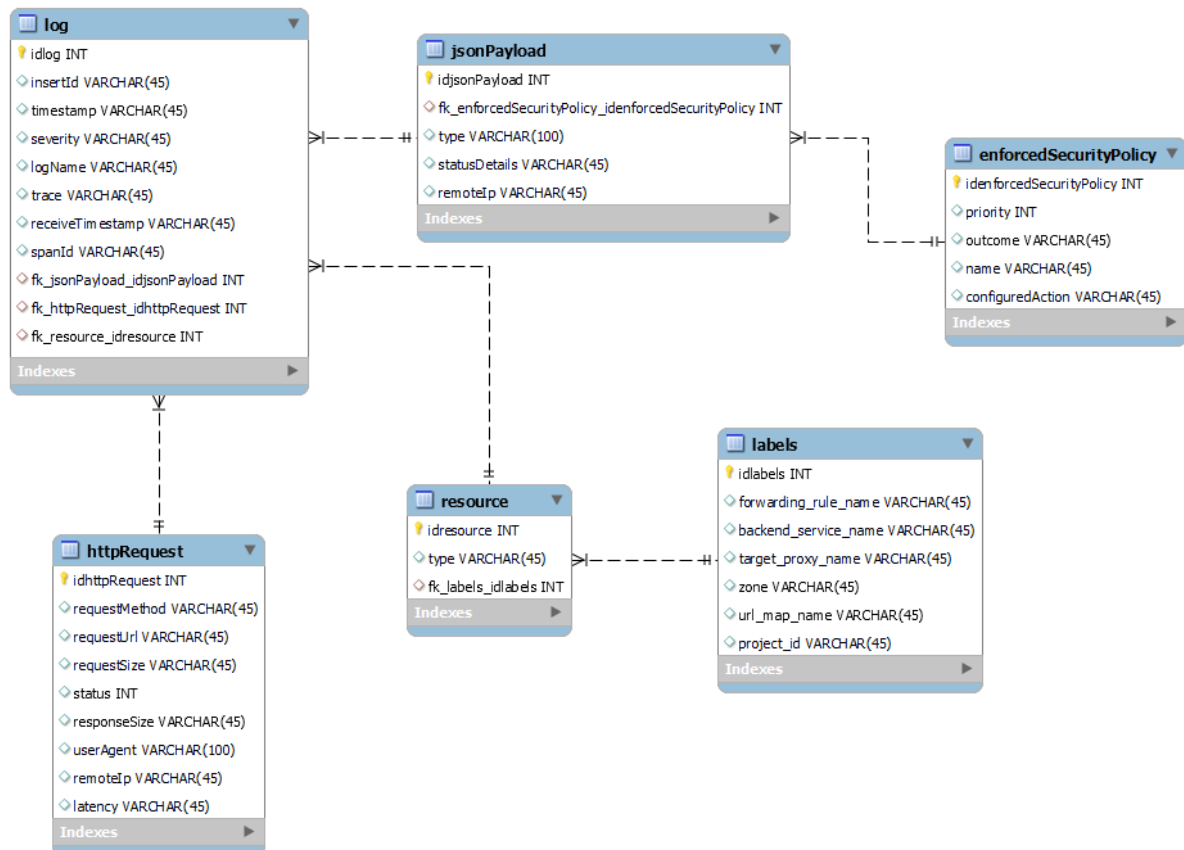 log
idlog INT
insertId VARCHAR(45)
timestamp VARCHAR(45)
severity VARCHAR(45)
logName VARCHAR(45)
trace VARCHAR(45)
receiveTimestamp VARCHAR(45)
spanId VARCHAR(45)
fk_jsonPayload_idjsonPayload INT
fk_httpRequest_idhttpRequest INT
fk_resource_idresource INT
Indexes
jsonPayload
idjsonPayload INT
fk_enforcedSecurityPolicy_idenforcedSecurityPolicy INT
type VARCHAR(100)
statusDetails VARCHAR(45)
remoteIp VARCHAR(45)
Indexes
enforcedSecurityPolicy
idenforcedSecurityPolicy INT
priority INT
outcome VARCHAR(45)
name VARCHAR(45)
configuredAction VARCHAR(45)
Indexes
httpRequest
idhttpRequest INT
requestMethod VARCHAR(45)
requestUrl VARCHAR(45)
requestSize VARCHAR(45)
status INT
responseSize VARCHAR(45)
userAgent VARCHAR(100)
remoteIp VARCHAR(45)
latency VARCHAR(45)
Indexes
resource
idresource INT
type VARCHAR(45)
fk_labels_idlabels INT
Indexes
labels
idlabels INT
forwarding_rule_name VARCHAR(45)
backend_service_name VARCHAR(45)
target_proxy_name VARCHAR(45)
zone VARCHAR(45)
url_map_name VARCHAR(45)
project_id VARCHAR(45)
Indexes